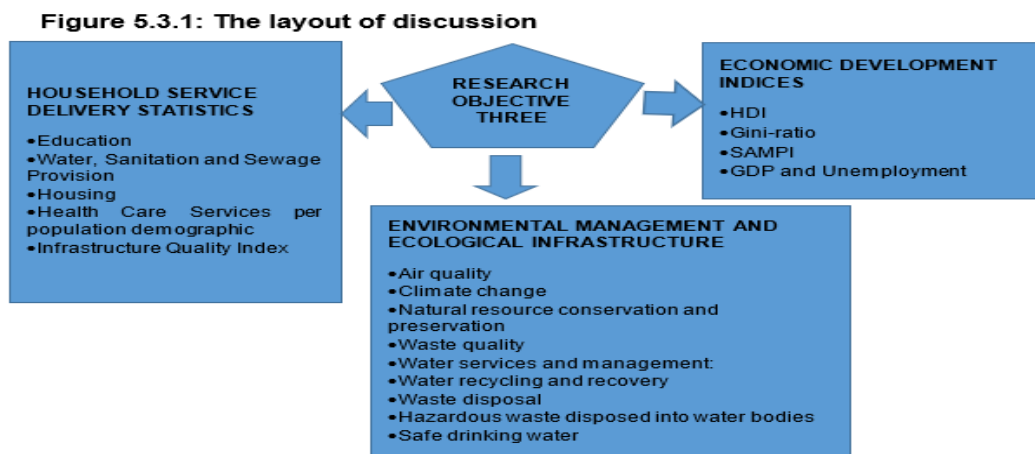 Figure 5.3.1: The layout of discussion
HOUSEHOLD SERVICE
DELIVERY STATISTICS
•Education
•Water, Sanitation and Sewage
Provision
•Housing
•Health Care Services per
population demographic
•Infrastructure Quality Index
RESEARCH
OBJECTIVE
THREE
ECONOMIC DEVELOPMENT
INDICES
•HDI
•Gini-ratio
•SAMPI
•GDP and Unemployment
ENVIRONMENTAL MANAGEMENT AND
ECOLOGICAL INFRASTRUCTURE
•Air quality
•Climate change
•Natural resource conservation and
preservation
•Waste quality
•Water services and management:
•Water recycling and recovery
•Waste disposal
•Hazardous waste disposed into water bodies
•Safe drinking water